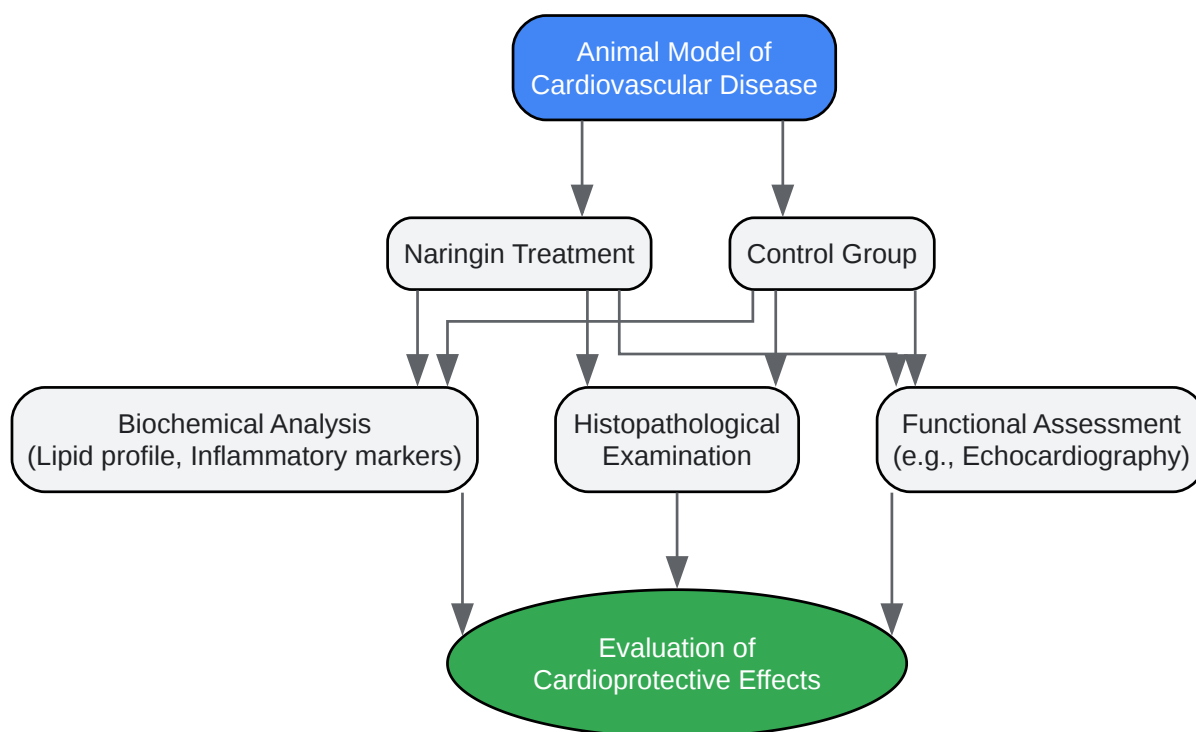 Animal Model of
Cardiovascular Disease
Naringin Treatment
Control Group
Biochemical Analysis
(Lipid profile, Inflammatory markers)
Histopathological
Examination
Functional Assessment
(e.g., Echocardiography)
Evaluation of
Cardioprotective Effects